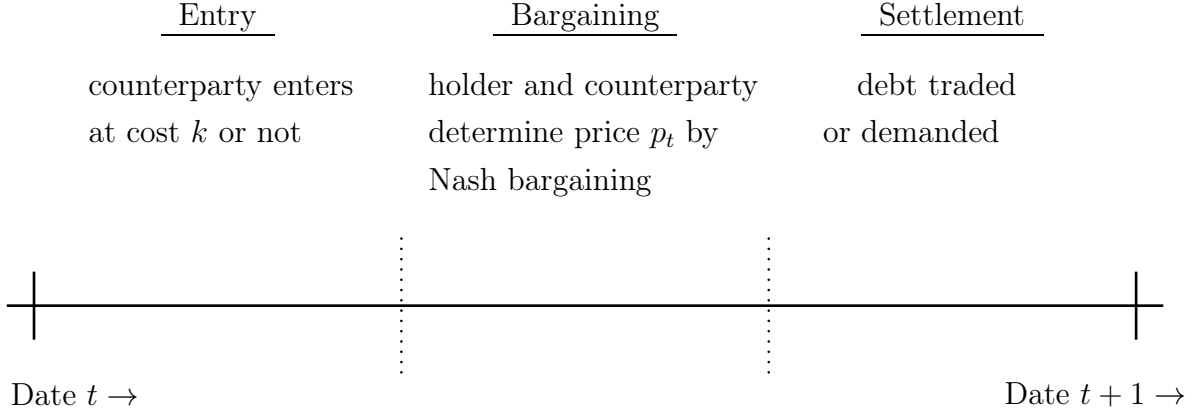 Entry
counterparty enters
at cost k or not
Bargaining
holder and counterparty
determine price p_t by
Nash bargaining
Settlement
debt traded
or demanded
Date t →
Date t + 1 →